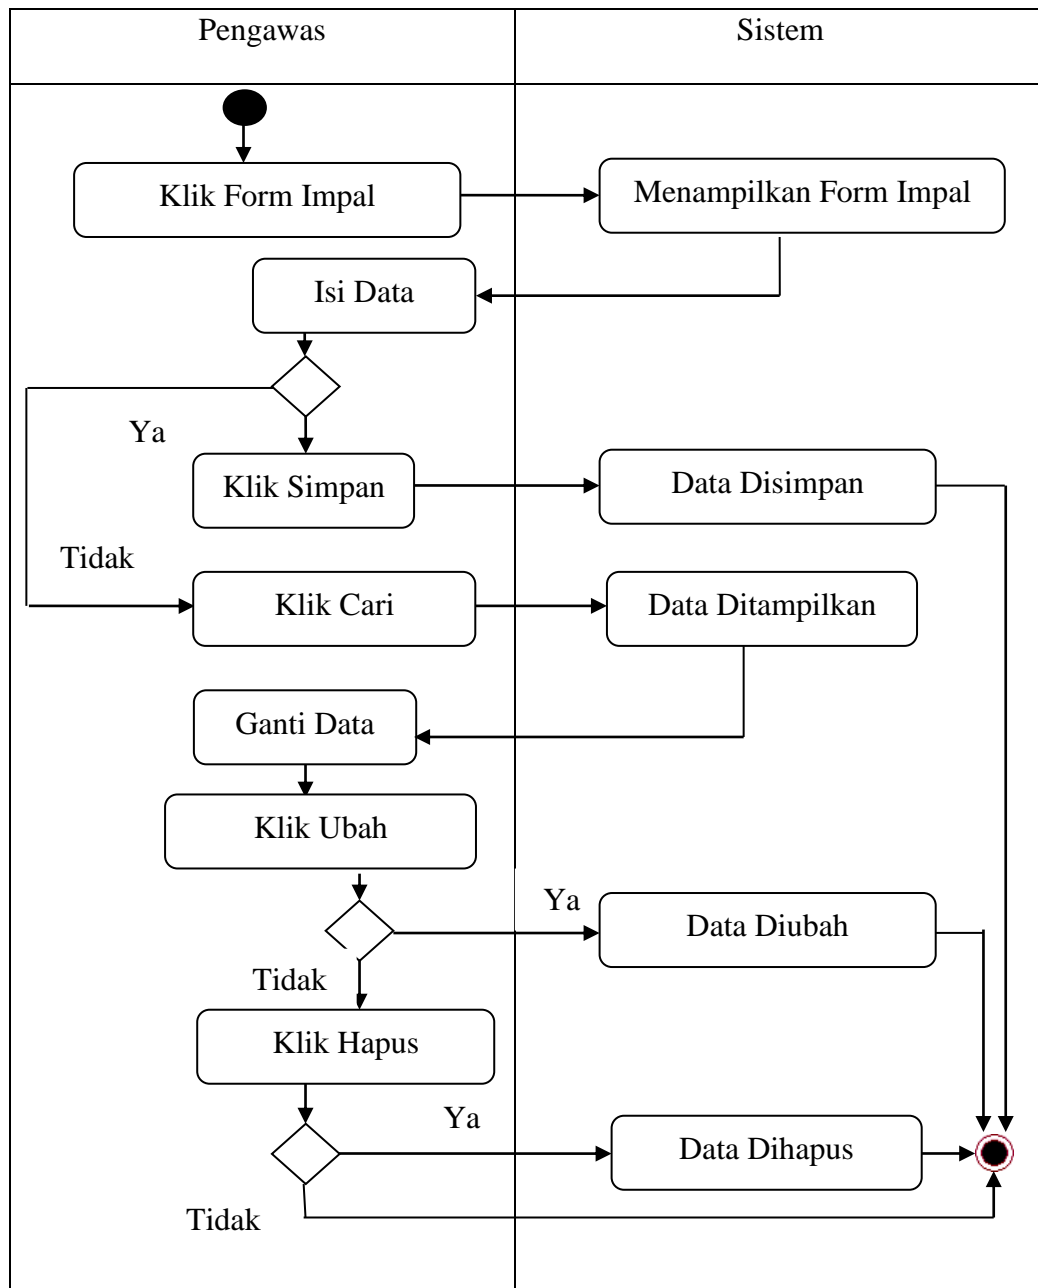 Pengawas
Sistem
Klik Form Impal
Menampilkan Form Impal
Isi Data
Ya
Klik Simpan
Data Disimpan
Tidak
Klik Cari
Data Ditampilkan
Ganti Data
Klik Ubah
Ya
Data Diubah
Tidak
Klik Hapus
Ya
Data Dihapus
Tidak